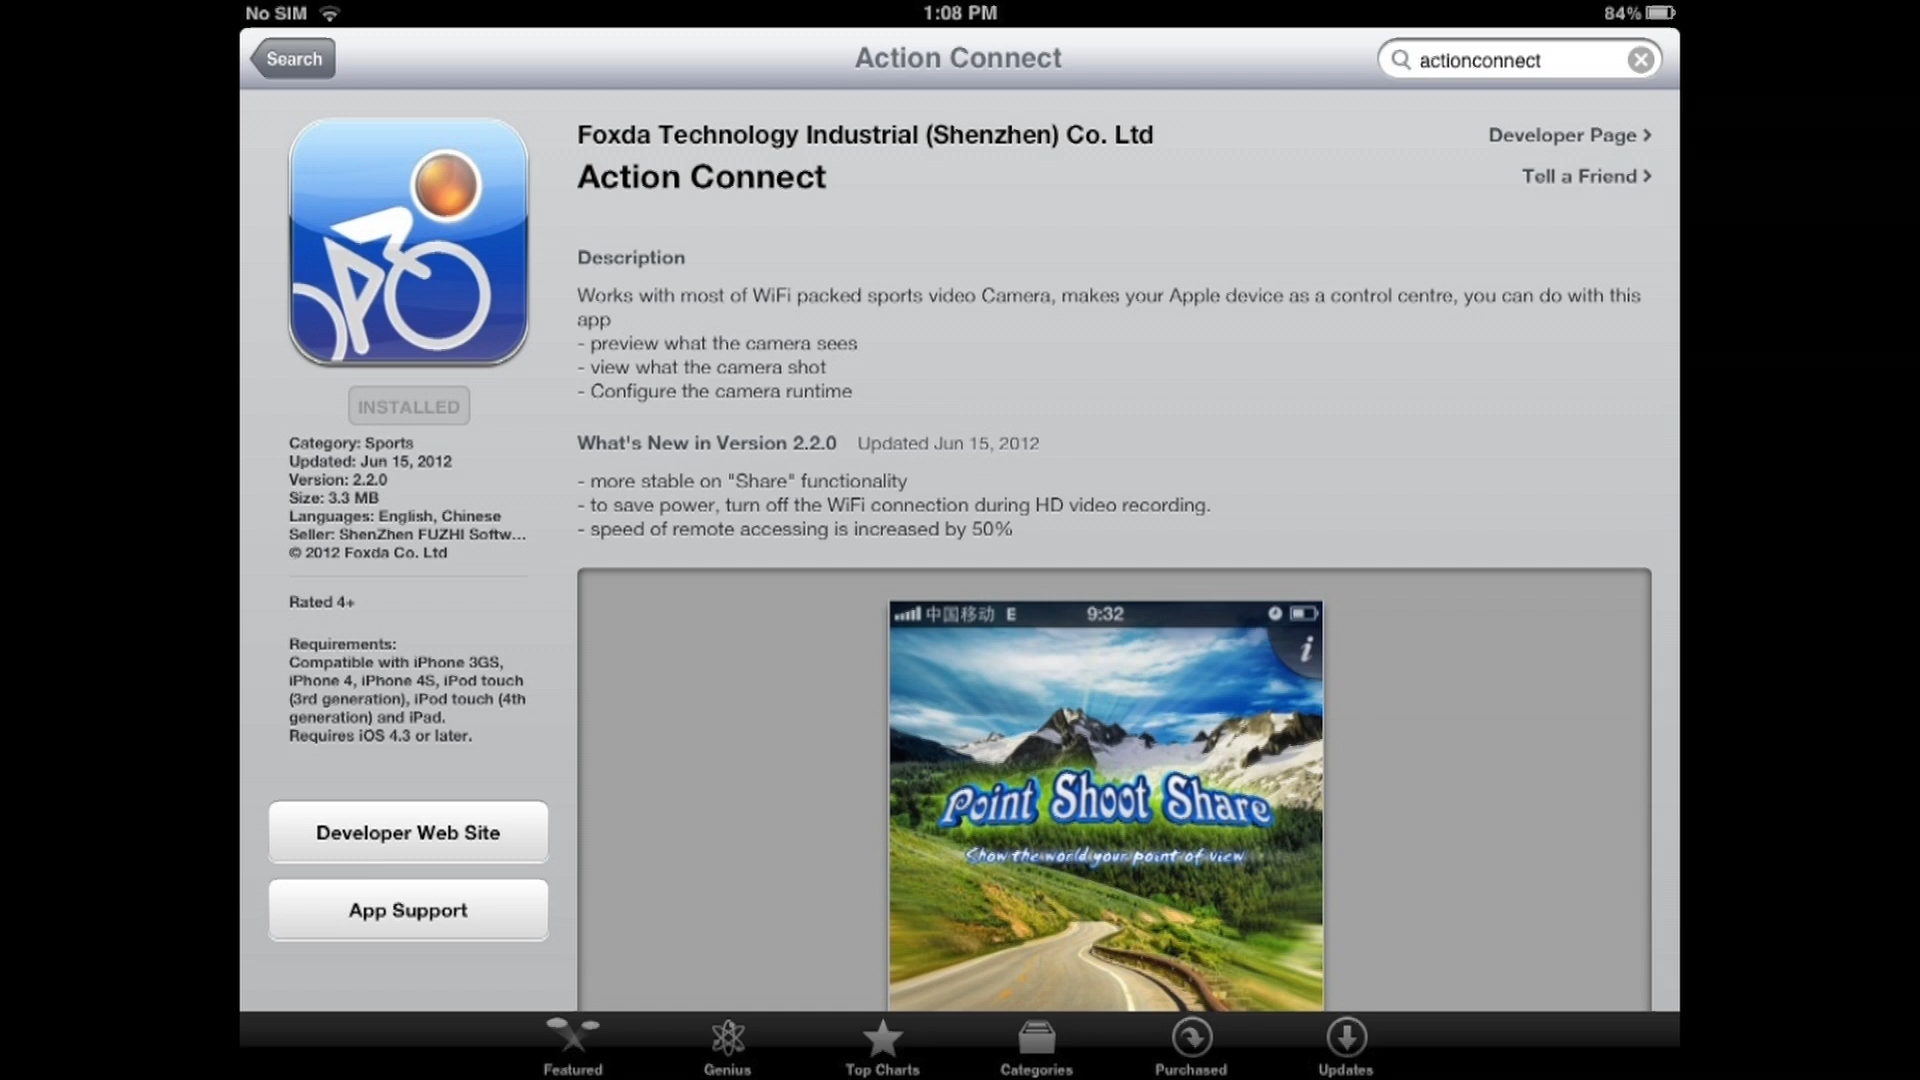 No SIM 1:08 PM 84%
Search Action Connect actionconnect
Foxda Technology Industrial (Shenzhen) Co. Ltd Developer Page
Action Connect Tell a Friend
Description
Works with most of WiFi packed sports video Camera, makes your Apple device as a control centre, you can do with this
app
- preview what the camera sees
- view what the camera shot
- Configure the camera runtime
What's New in Version 2.2.0 Updated Jun 15, 2012
- more stable on "Share" functionality
- to save power, turn off the WiFi connection during HD video recording.
- speed of remote accessing is increased by 50%
INSTALLED
Category: Sports
Updated: Jun 15, 2012
Version: 2.2.0
Size: 3.3 MB
Languages: English, Chinese
Seller: ShenZhen FUZHI Softw...
© 2012 Foxda Co. Ltd
Rated 4+
Requirements:
Compatible with iPhone 3GS,
iPhone 4, iPhone 4S, iPod touch
(3rd generation), iPod touch (4th
generation) and iPad.
Requires iOS 4.3 or later.
Developer Web Site
App Support
中国移动 E 9:32
i
Point Shoot Share
Show the world your point of view
Featured Genius Top Charts Categories Purchased Updates